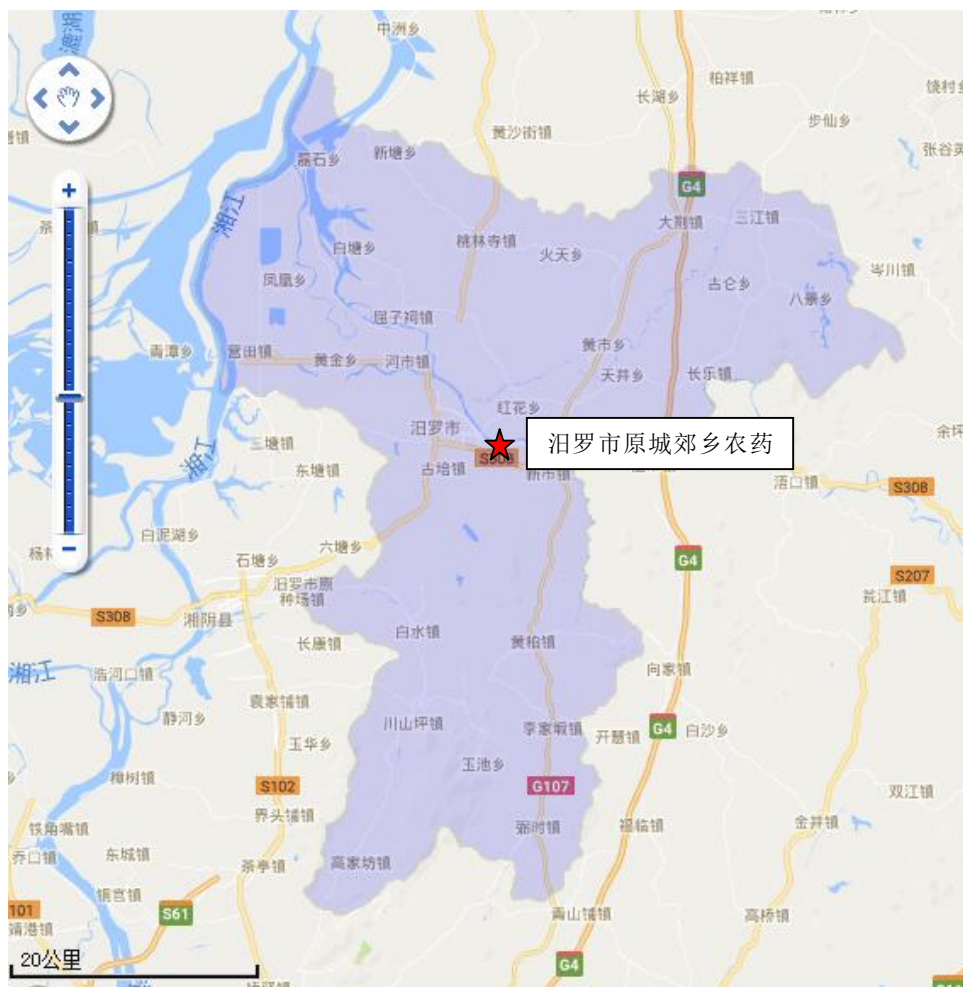 中洲乡
柏祥镇
长湖乡
饶村乡
步仙乡
黄沙街镇
张谷英
新塘乡
磊石乡
G4
湘江
三江镇
大荆镇
白塘乡
桃林寺镇
火天乡
岑川镇
凤凰乡
古仑乡
八景乡
屈子祠镇
青潭乡
营田镇
黄金乡
河市镇
黄市乡
天井乡
长乐镇
红花乡
汨罗市
汨罗市原城郊乡农药
余坪
三塘镇
湘江
东塘镇
古培镇
新市镇
浯口镇
S308
白泥湖乡
六塘乡
石塘乡
G4
S207
汨罗市原
种场镇
瓮江镇
S308
湘阴县
长康镇
白水镇
黄柏镇
向家镇
湘江
浩河口镇
袁家铺镇
静河乡
川山坪镇
李家塅镇
开慧镇
G4
白沙乡
玉华乡
玉池乡
樟树镇
S102
G107
双江镇
界头铺镇
铁角嘴镇
弼时镇
福临镇
金井镇
乔口镇
东城镇
茶亭镇
高家坊镇
铜官镇
101
S61
青山铺镇
高桥镇
靖港镇
20公里
G4